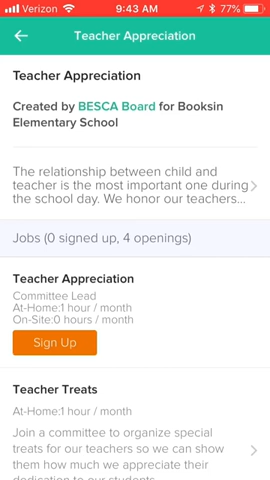 Verizon 9:43 AM 77%
Teacher Appreciation
Teacher Appreciation
Created by BESCA Board for Booksin
Elementary School
The relationship between child and
teacher is the most important one during
the school day. We honor our teachers...
Jobs (0 signed up, 4 openings)
Teacher Appreciation
Committee Lead
At-Home:1 hour / month
On-Site:0 hours / month
Sign Up
Teacher Treats
At-Home:1 hour / month
Join a committee to organize special
treats for our teachers so we can show
them how much we appreciate their
dedication to our students